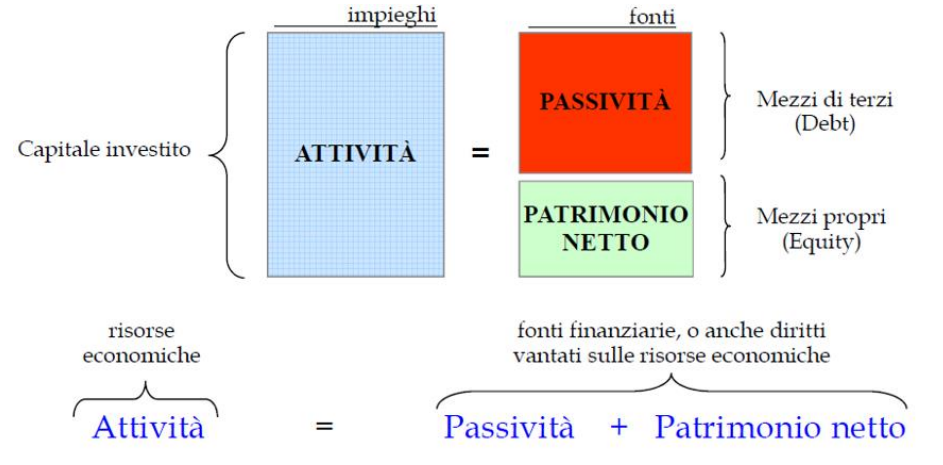 impieghi
fonti
Capitale investito
ATTIVITÀ
=
PASSIVITÀ
Mezzi di terzi
(Debt)
PATRIMONIO
NETTO
Mezzi propri
(Equity)
risorse
economiche
fonti finanziarie, o anche diritti
vantati sulle risorse economiche
Attività = Passività + Patrimonio netto